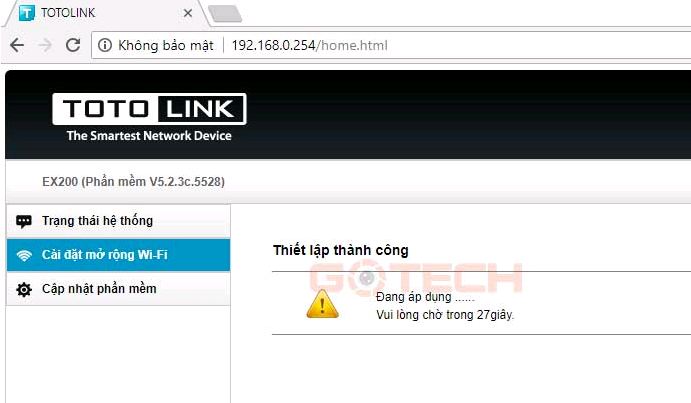 TOTOLINK
Không bảo mật 192.168.0.254/home.html
TOTO LINK
The Smartest Network Device
EX200 (Phần mềm V5.2.3c.5528)
Trạng thái hệ thống
Cài đặt mở rộng Wi-Fi
Cập nhật phần mềm
Thiết lập thành công
GOTECH
Đang áp dụng ......
Vui lòng chờ trong 27giây.